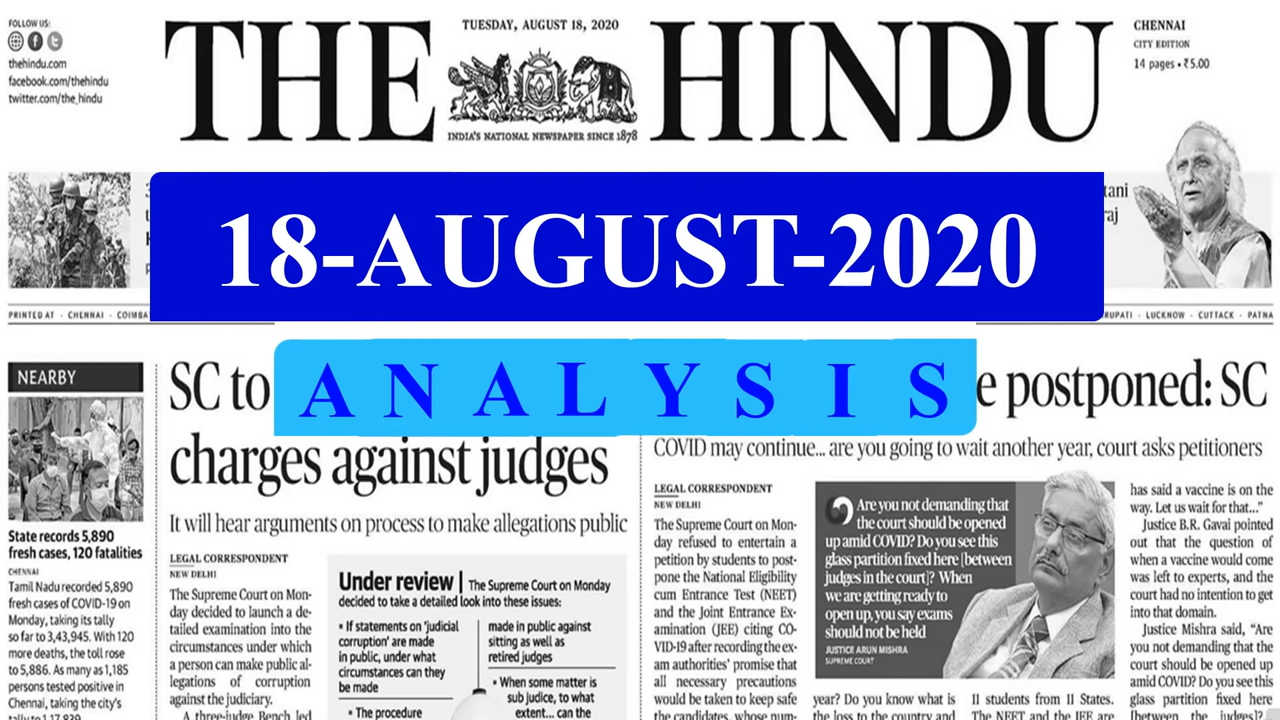 FOLLOW US:
thehindu.com
facebook.com/thehindu
twitter.com/the_hindu
TUESDAY, AUGUST 18, 2020
THE HINDU
INDIA'S NATIONAL NEWSPAPER SINCE 1878
CHENNAI
CITY EDITION
14 pages • ₹5.00
tani
raj
18-AUGUST-2020
PRINTED AT · CHENNAI · COIMBA
RUPATI · LUCKNOW · CUTTACK · PATNA
ANALYSIS
NEARBY
State records 5,890
fresh cases, 120 fatalities
CHENNAI
Tamil Nadu recorded 5,890
fresh cases of COVID-19 on
Monday, taking its tally
so far to 3,43,945. With 120
more deaths, the toll rose
to 5,886. As many as 1,185
persons tested positive in
Chennai, taking the city's
tally to 1,17,839.
SC to
charges against judges
It will hear arguments on process to make allegations public
LEGAL CORRESPONDENT
NEW DELHI
The Supreme Court on Mon-
day decided to launch a de-
tailed examination into the
circumstances under which
a person can make public al-
legations of corruption
against the judiciary.
A three-judge Bench led
Under review | The Supreme Court on Monday
decided to take a detailed look into these issues:
• If statements on 'judicial
corruption' are made
in public, under what
circumstances can they
be made
• The procedure
made in public against
sitting as well as
retired judges
• When some matter is
sub judice, to what
extent... can the
e postponed: SC
COVID may continue... are you going to wait another year, court asks petitioners
LEGAL CORRESPONDENT
NEW DELHI
The Supreme Court on Mon-
day refused to entertain a
petition by students to post-
pone the National Eligibility
cum Entrance Test (NEET)
and the Joint Entrance Ex-
amination (JEE) citing CO-
VID-19 after recording the ex-
am authorities' promise that
all necessary precautions
would be taken to keep safe
the candidates, whose num-
Are you not demanding that
the court should be opened
up amid COVID? Do you see this
glass partition fixed here [between
judges in the court]? When
we are getting ready to
open up, you say exams
should not be held
JUSTICE ARUN MISHRA
SUPREME COURT
year? Do you know what is
the loss to the country and
11 students from 11 States.
The NEET and the JEE are
has said a vaccine is on the
way. Let us wait for that..."
Justice B.R. Gavai pointed
out that the question of
when a vaccine would come
was left to experts, and the
court had no intention to get
into that domain.
Justice Mishra said, "Are
you not demanding that the
court should be opened up
amid COVID? Do you see this
glass partition fixed here
[between judges]?